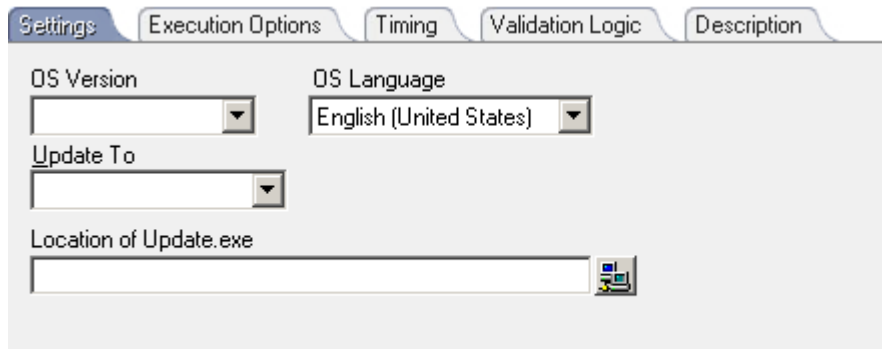 Settings Execution Options Timing Validation Logic Description
OS Version OS Language
English (United States)
Update To
Location of Update.exe